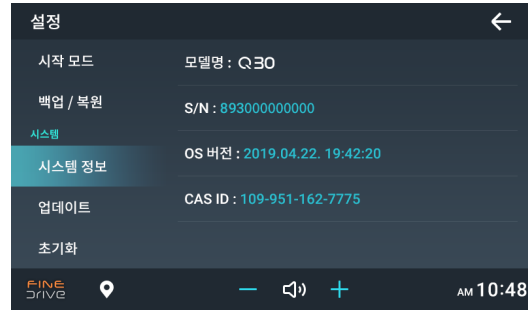 설정
시작 모드
백업 / 복원
시스템
시스템 정보
업데이트
초기화
모델명 : Q30
S/N : 893000000000
OS 버전 : 2019.04.22. 19:42:20
CAS ID : 109-951-162-7775
FINE
Drive
AM 10:48